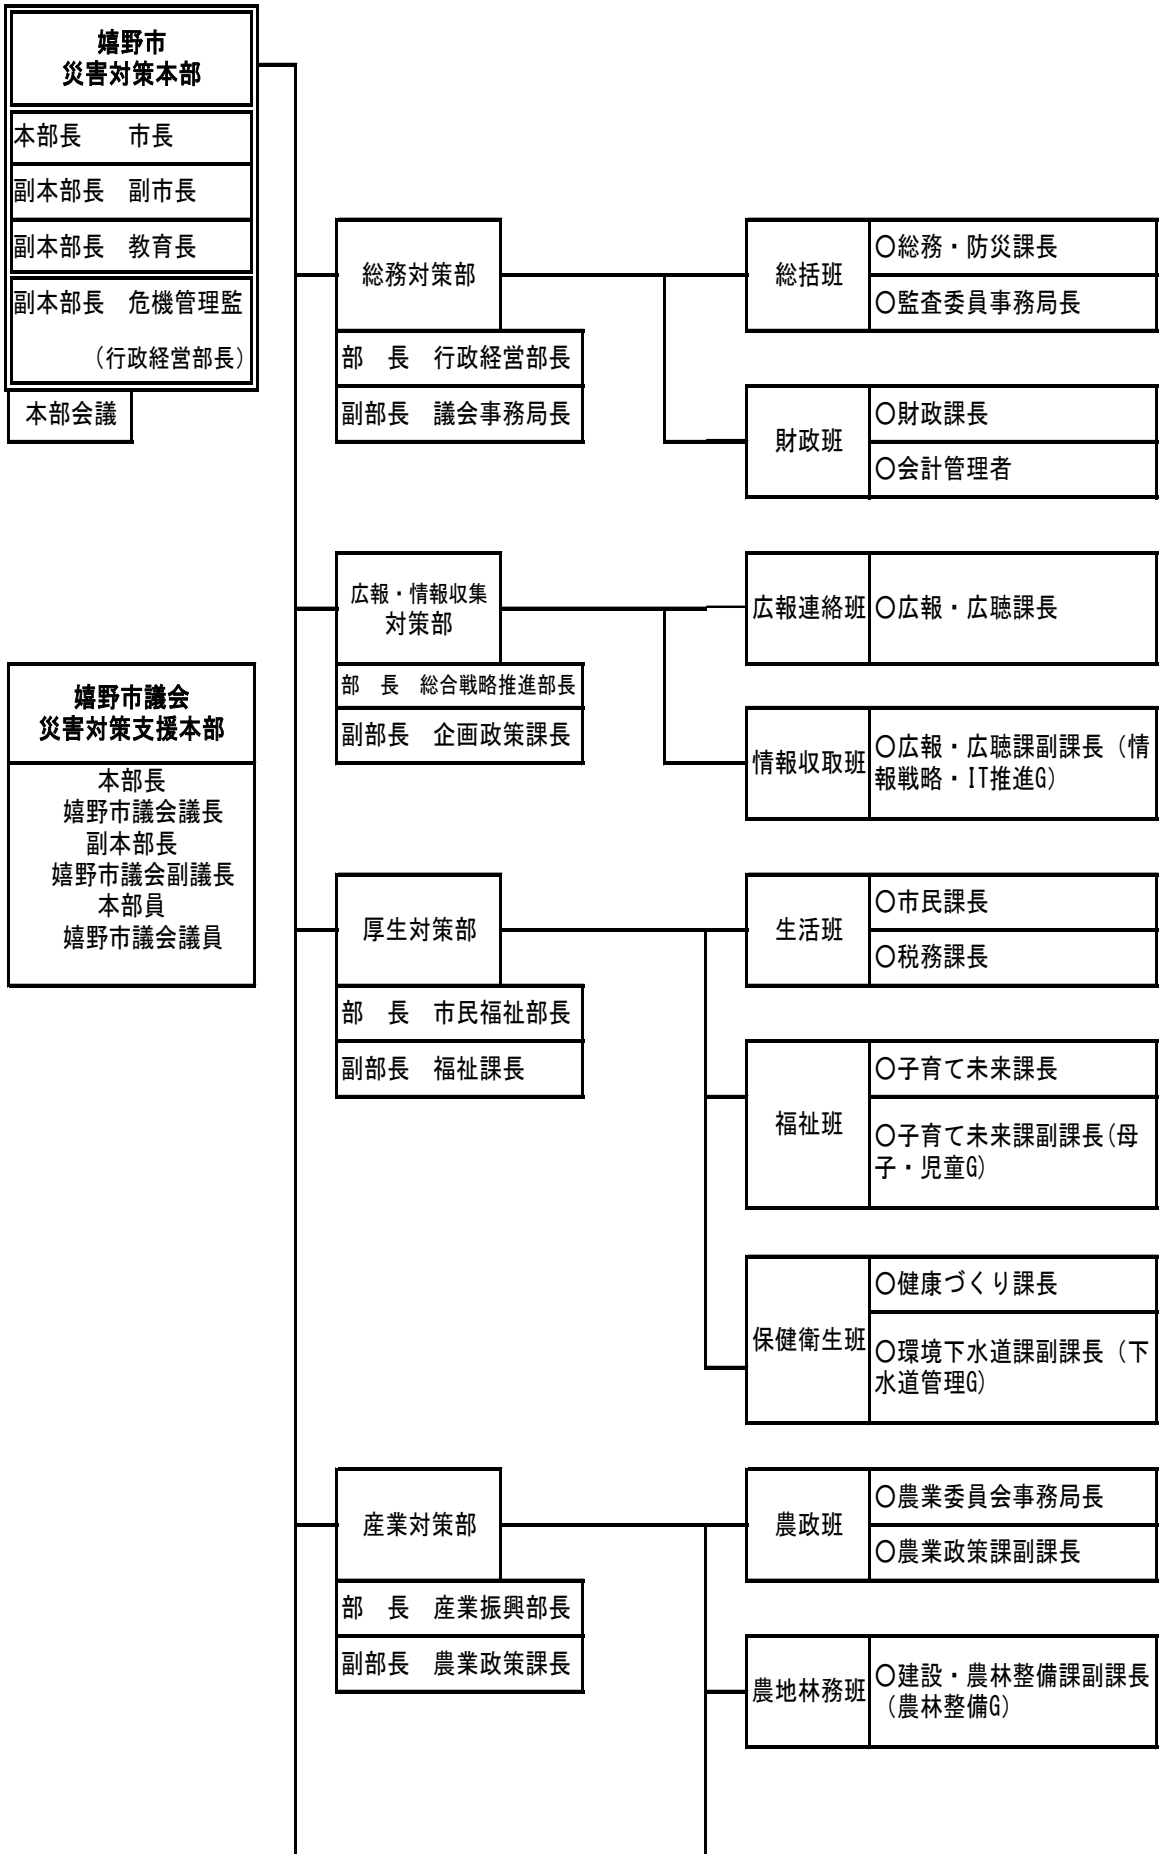 嬉野市
災害対策本部
本部長　　市長
副本部長　副市長
副本部長　教育長
副本部長　危機管理監
（行政経営部長）
本部会議
嬉野市議会
災害対策支援本部
本部長
嬉野市議会議長
副本部長
嬉野市議会副議長
本部員
嬉野市議会議員
総務対策部
部　長　行政経営部長
副部長　議会事務局長
総括班
〇総務・防災課長
〇監査委員事務局長
財政班
〇財政課長
〇会計管理者
広報・情報収集
対策部
部　長　総合戦略推進部長
副部長　企画政策課長
広報連絡班
〇広報・広聴課長
情報収取班
〇広報・広聴課副課長（情
報戦略・IT推進G）
厚生対策部
部　長　市民福祉部長
副部長　福祉課長
生活班
〇市民課長
〇税務課長
福祉班
〇子育て未来課長
〇子育て未来課副課長(母
子・児童G)
保健衛生班
〇健康づくり課長
〇環境下水道課副課長（下
水道管理G）
産業対策部
部　長　産業振興部長
副部長　農業政策課長
農政班
〇農業委員会事務局長
〇農業政策課副課長
農地林務班
〇建設・農林整備課副課長
（農林整備G）